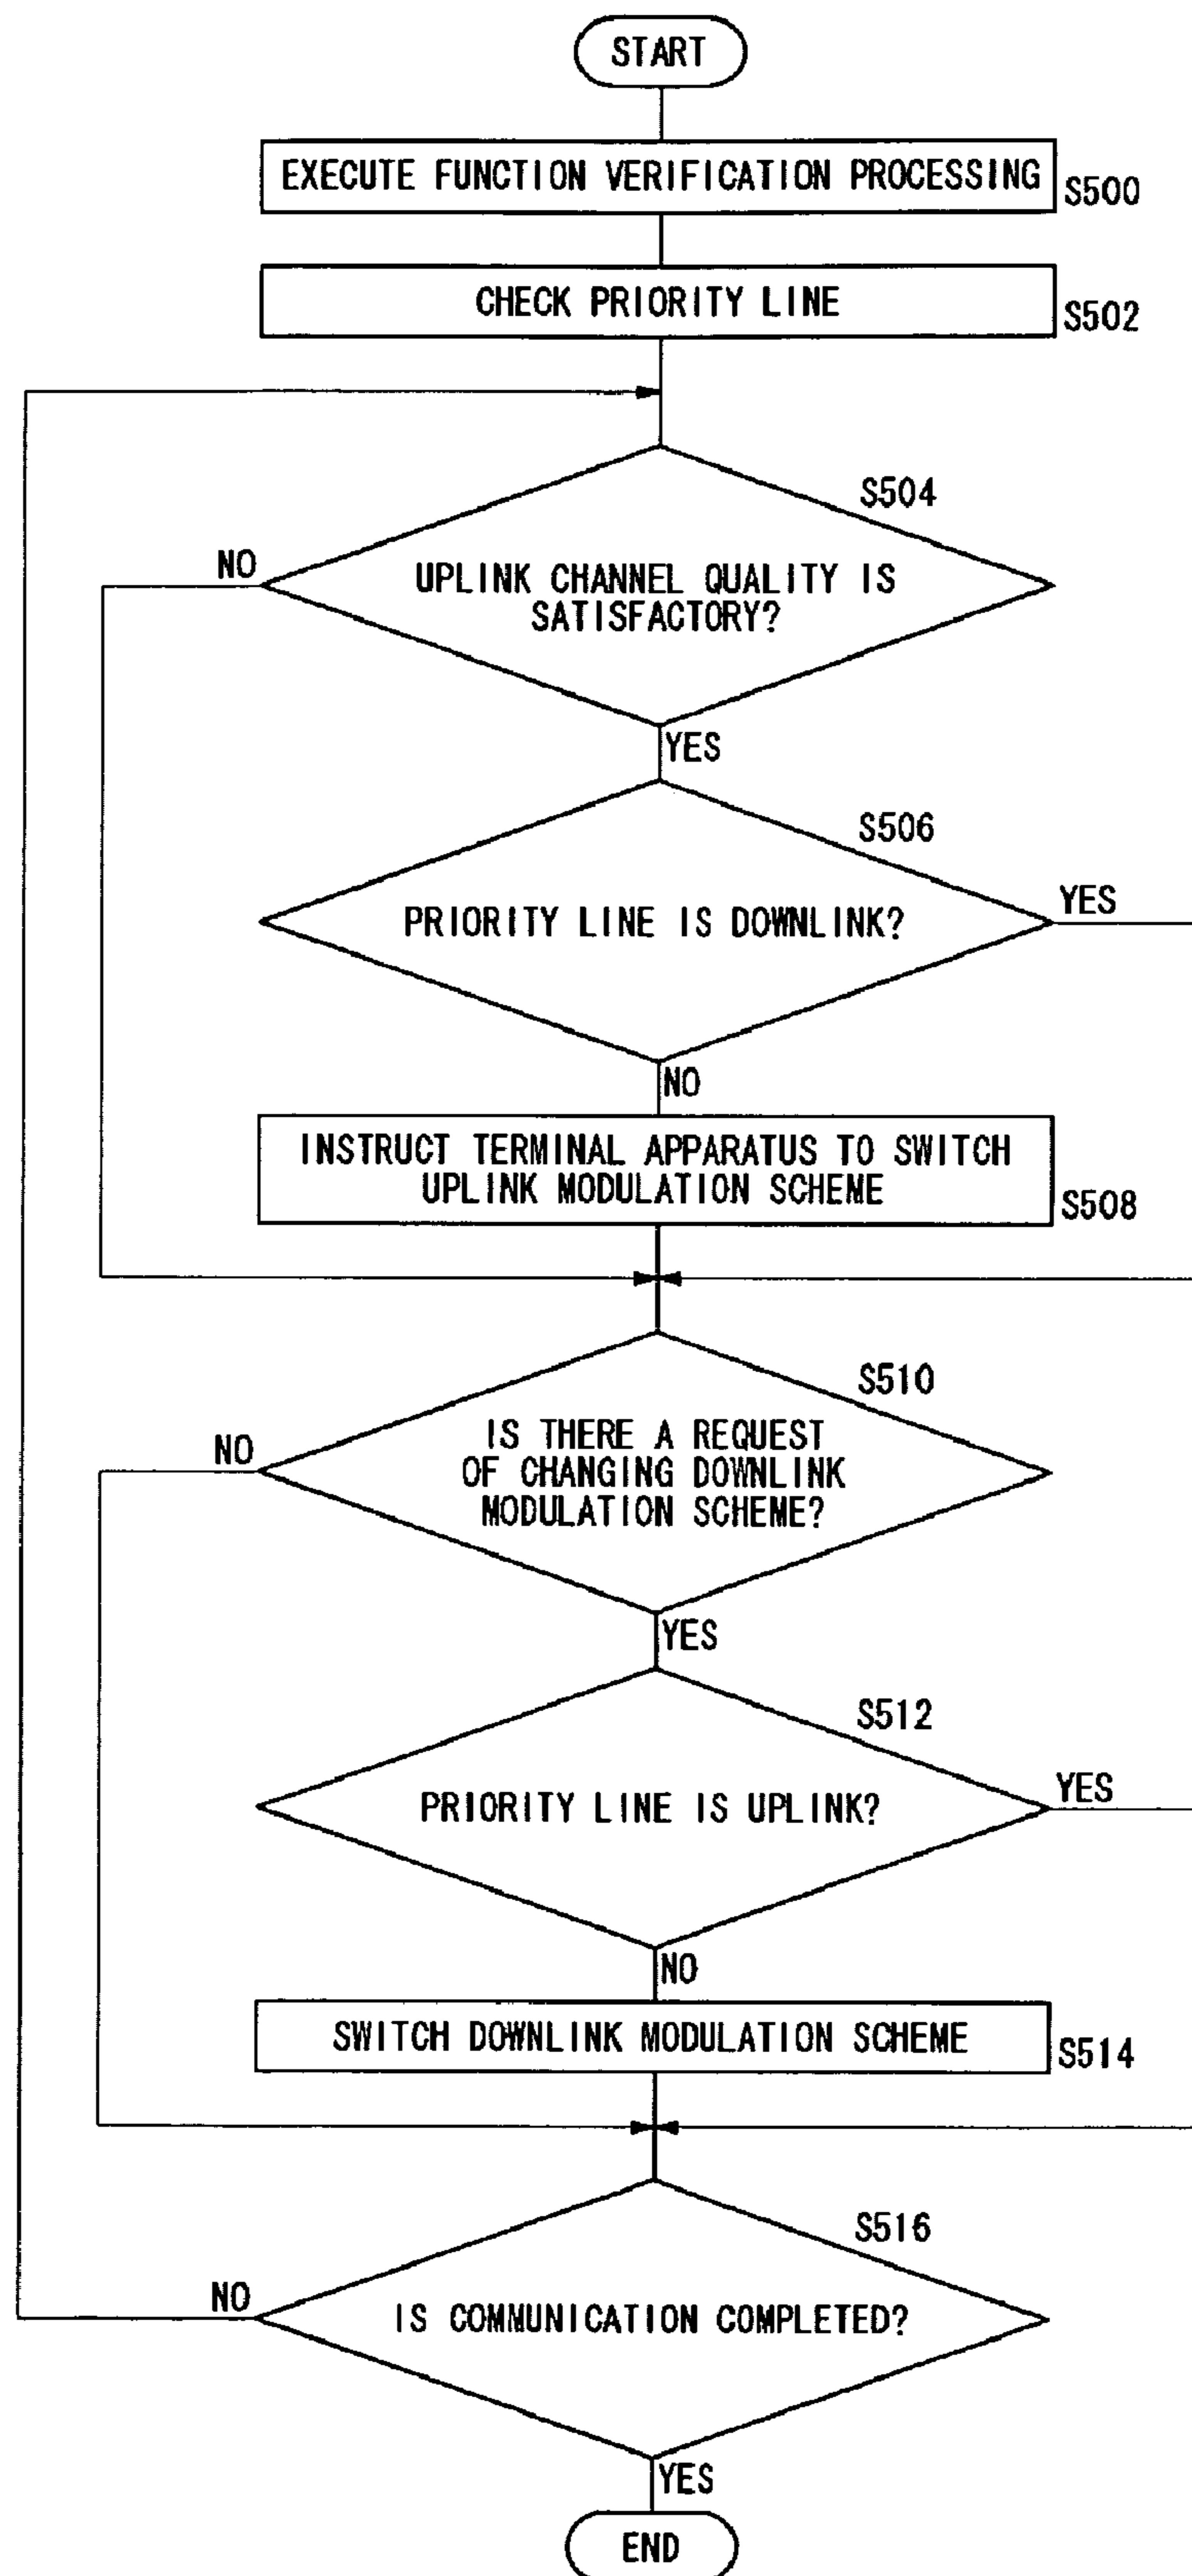 START
EXECUTE FUNCTION VERIFICATION PROCESSING
S500
CHECK PRIORITY LINE
S502
S504
NO
UPLINK CHANNEL QUALITY IS
SATISFACTORY?
YES
S506
YES
PRIORITY LINE IS DOWNLINK?
NO
INSTRUCT TERMINAL APPARATUS TO SWITCH
UPLINK MODULATION SCHEME
S508
S510
NO
IS THERE A REQUEST
OF CHANGING DOWNLINK
MODULATION SCHEME?
YES
S512
YES
PRIORITY LINE IS UPLINK?
NO
SWITCH DOWNLINK MODULATION SCHEME
S514
S516
NO
IS COMMUNICATION COMPLETED?
YES
END